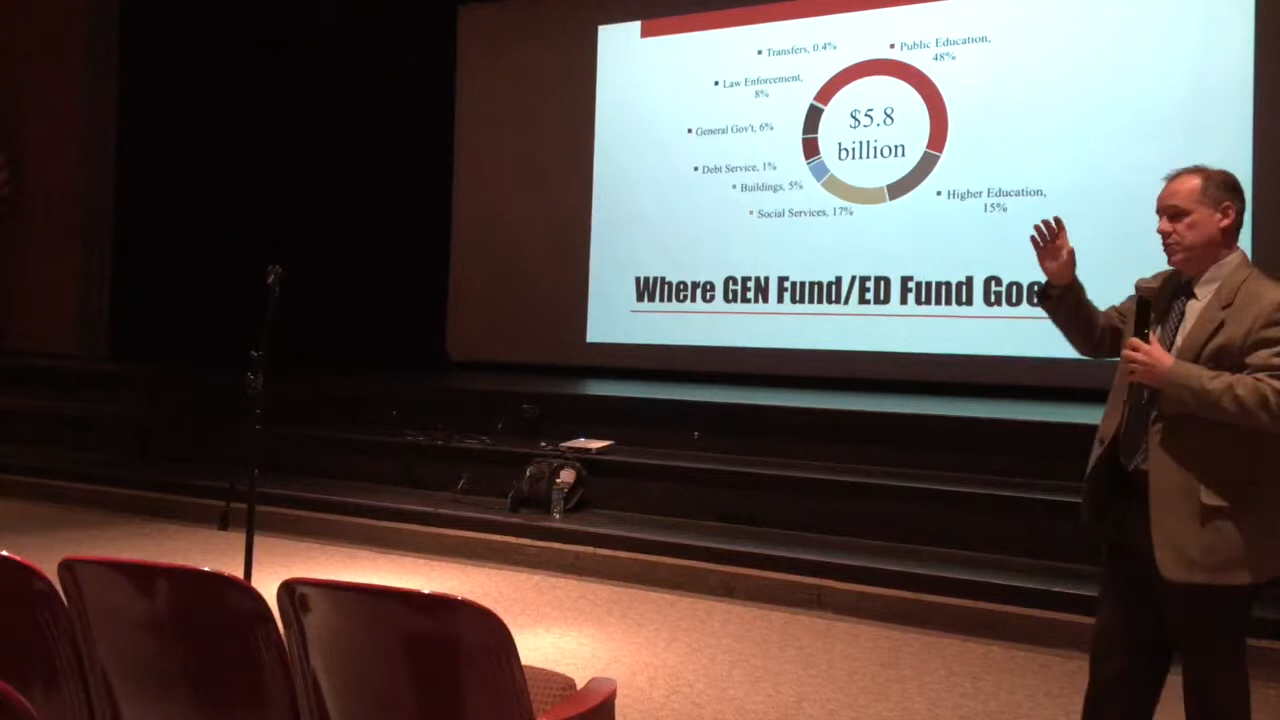 Transfers, 0.4%
Public Education,
48%
Law Enforcement,
8%
General Gov't, 6%
$5.8
billion
Debt Service, 1%
Buildings, 5%
Higher Education,
15%
Social Services, 17%
Where GEN Fund/ED Fund Goe